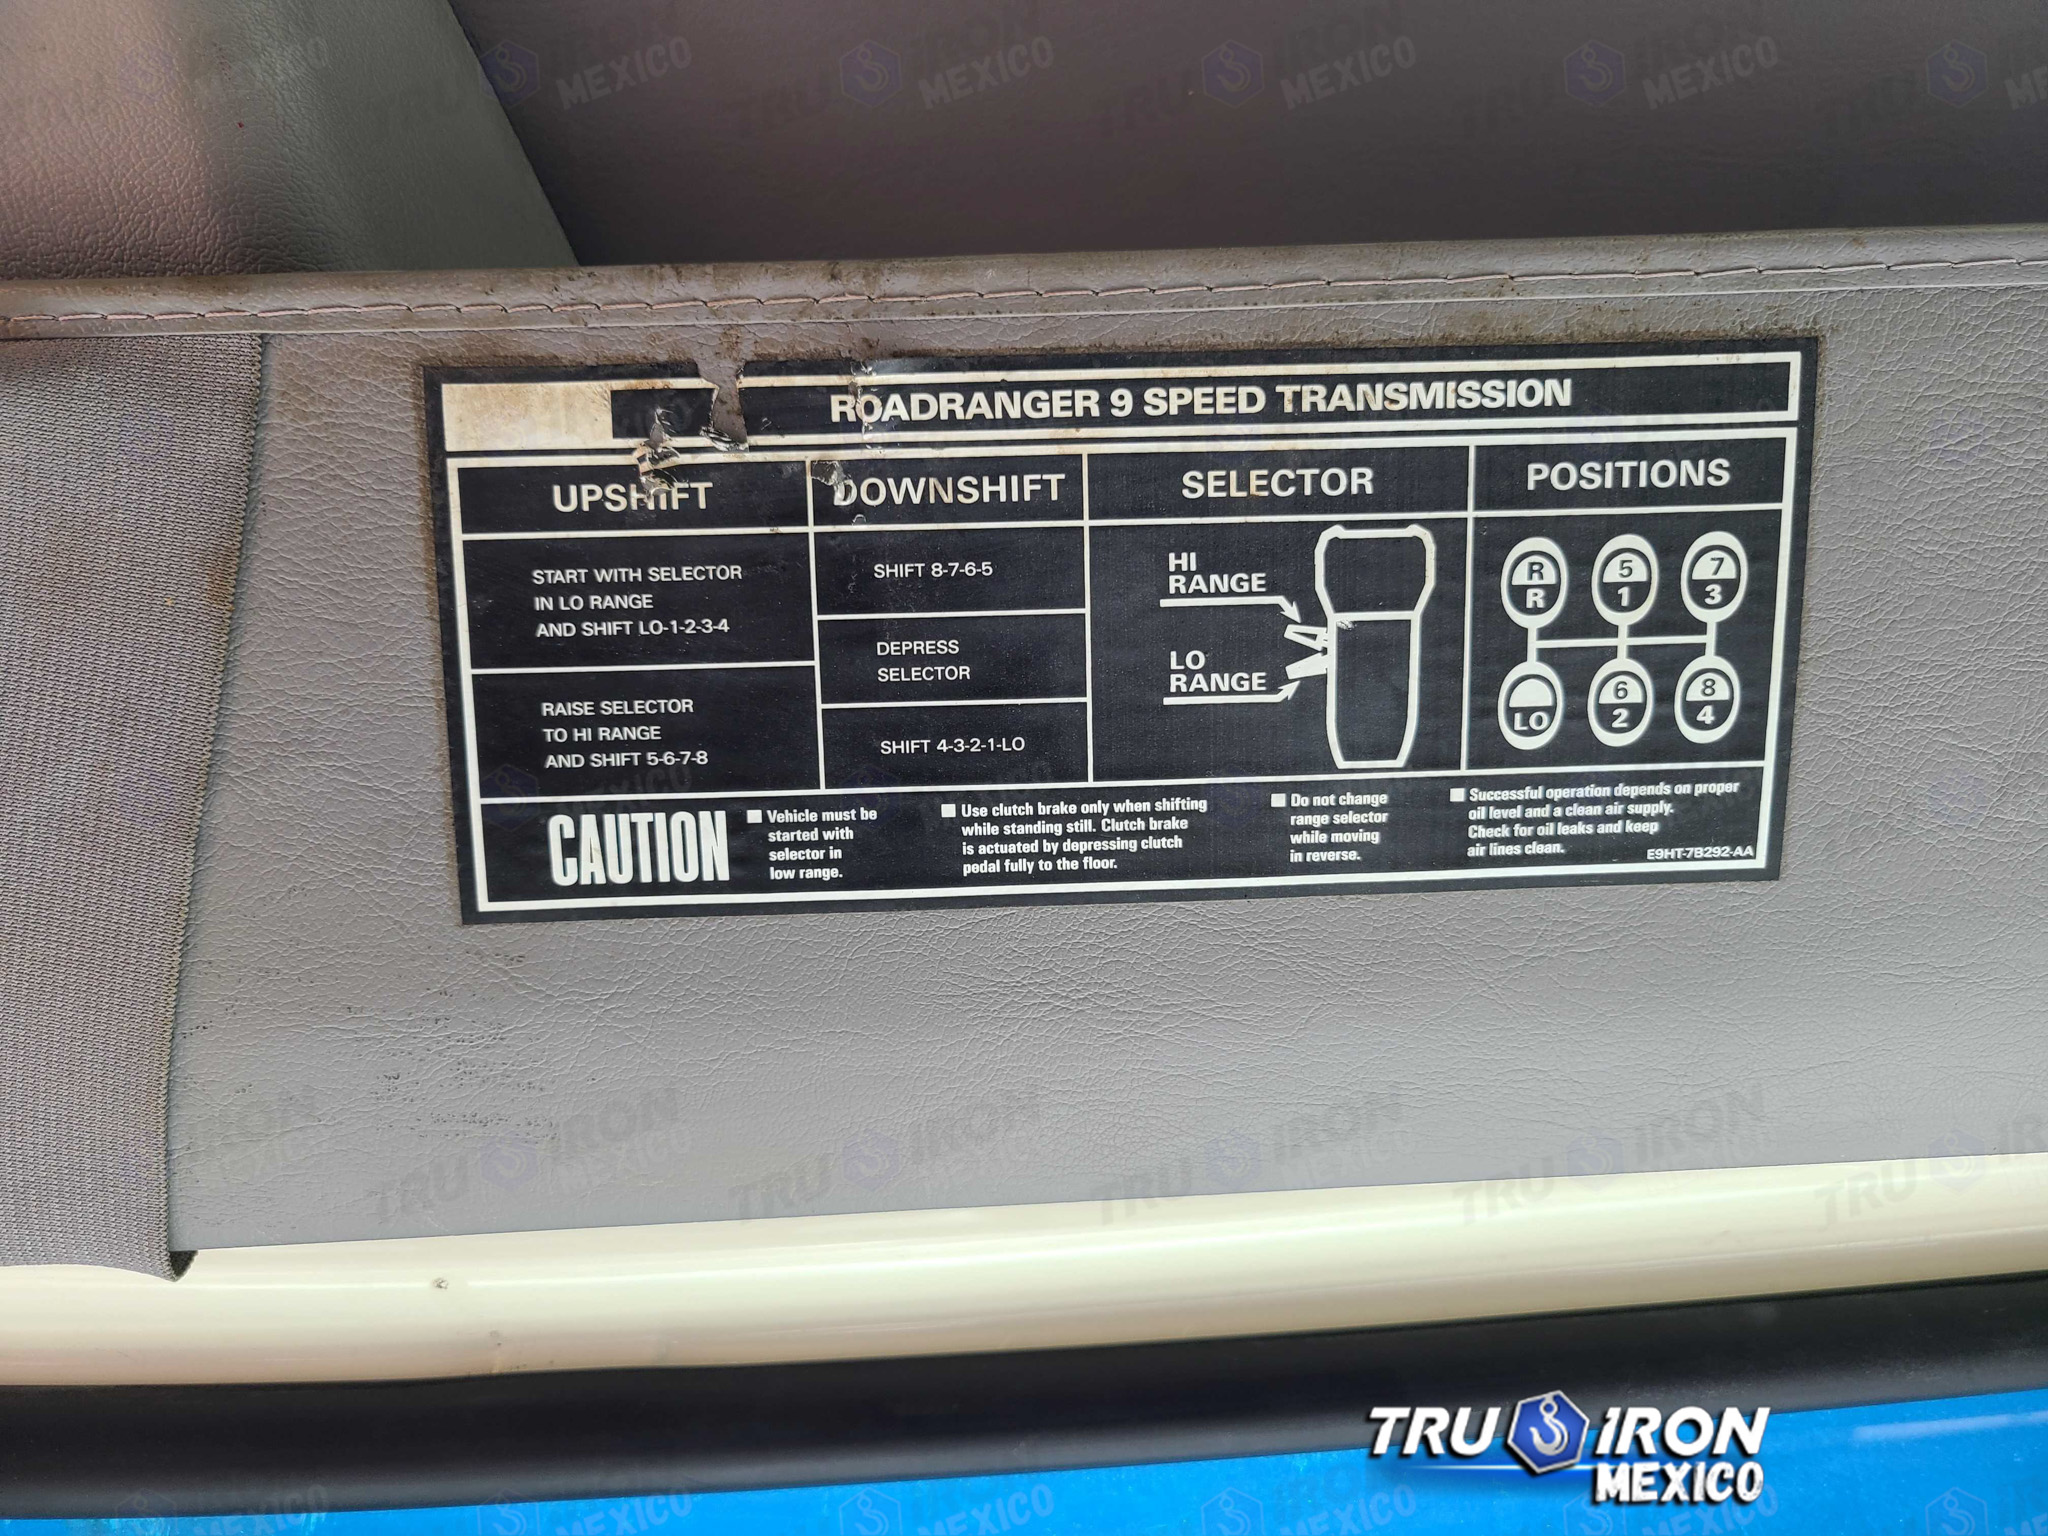 ROADRANGER 9 SPEED TRANSMISSION
UPSHIFT
DOWNSHIFT
SELECTOR
POSITIONS
START WITH SELECTOR
IN LO RANGE
AND SHIFT LO-1-2-3-4
RAISE SELECTOR
TO HI RANGE
AND SHIFT 5-6-7-8
SHIFT 8-7-6-5
DEPRESS
SELECTOR
SHIFT 4-3-2-1-LO
HI
RANGE
LO
RANGE
R 5 7
R 1 3
6 8
LO 2 4
CAUTION
■ Vehicle must be
started with
selector in
low range.
■ Use clutch brake only when shifting
while standing still. Clutch brake
is actuated by depressing clutch
pedal fully to the floor.
■ Do not change
range selector
while moving
in reverse.
■ Successful operation depends on proper
oil level and a clean air supply.
Check for oil leaks and keep
air lines clean.
E9HT-7B292-AA
TRU IRON
MEXICO